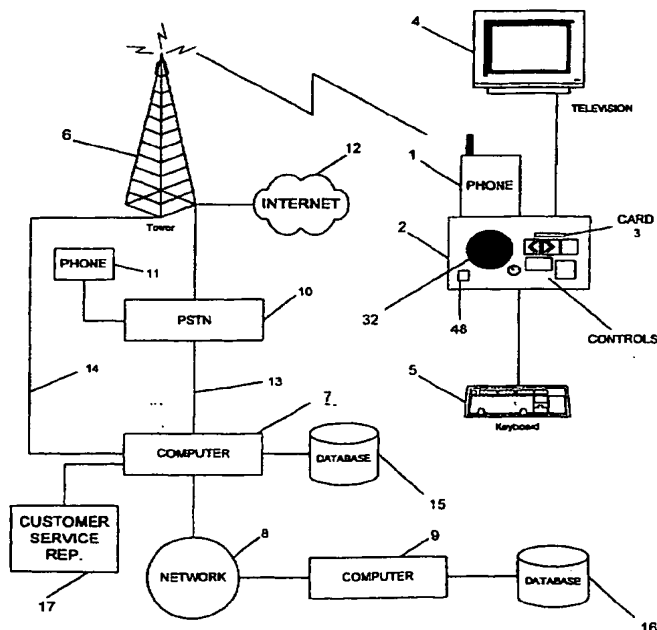 4
TELEVISION
6
12
1
PHONE
INTERNET
CARD
3
2
Tower
PHONE
11
PSTN
10
32
48
CONTROLS
14
13
5
Keyboard
7
COMPUTER
DATABASE
15
CUSTOMER
SERVICE
REP.
17
8
NETWORK
9
COMPUTER
DATABASE
16